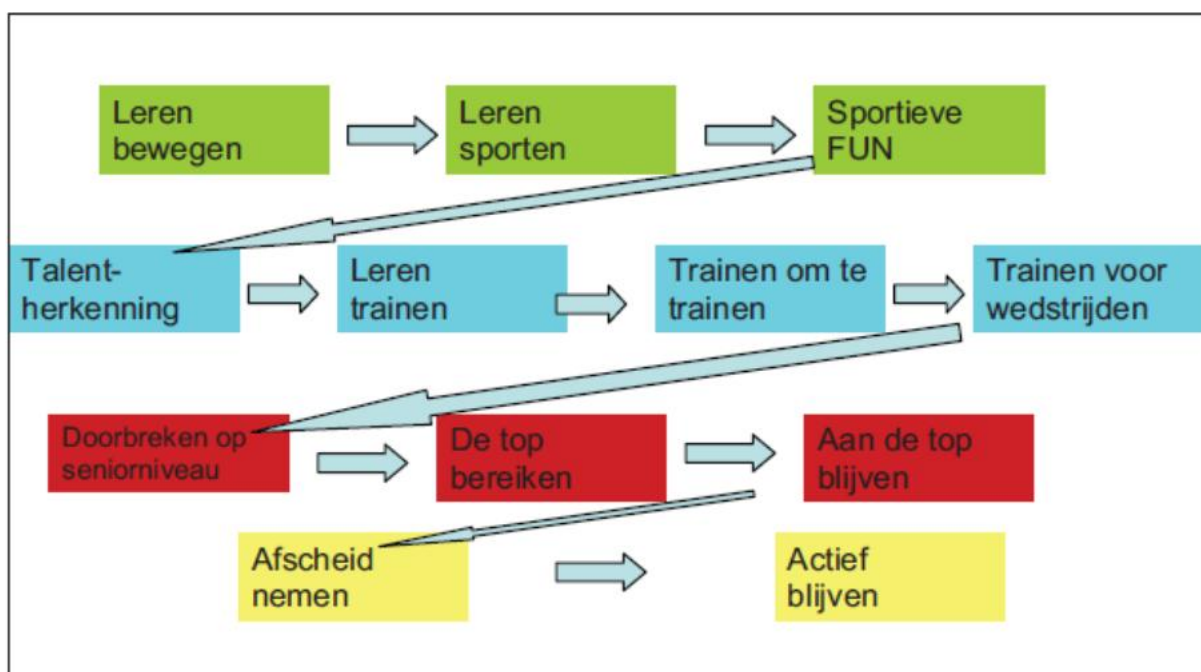 Leren
bewegen
Leren
sporten
Sportieve
FUN
Talent-
herkenning
Leren
trainen
Trainen om te
trainen
Trainen voor
wedstrijden
Doorbreken op
seniorniveau
De top
bereiken
Aan de top
blijven
Afscheid
nemen
Actief
blijven